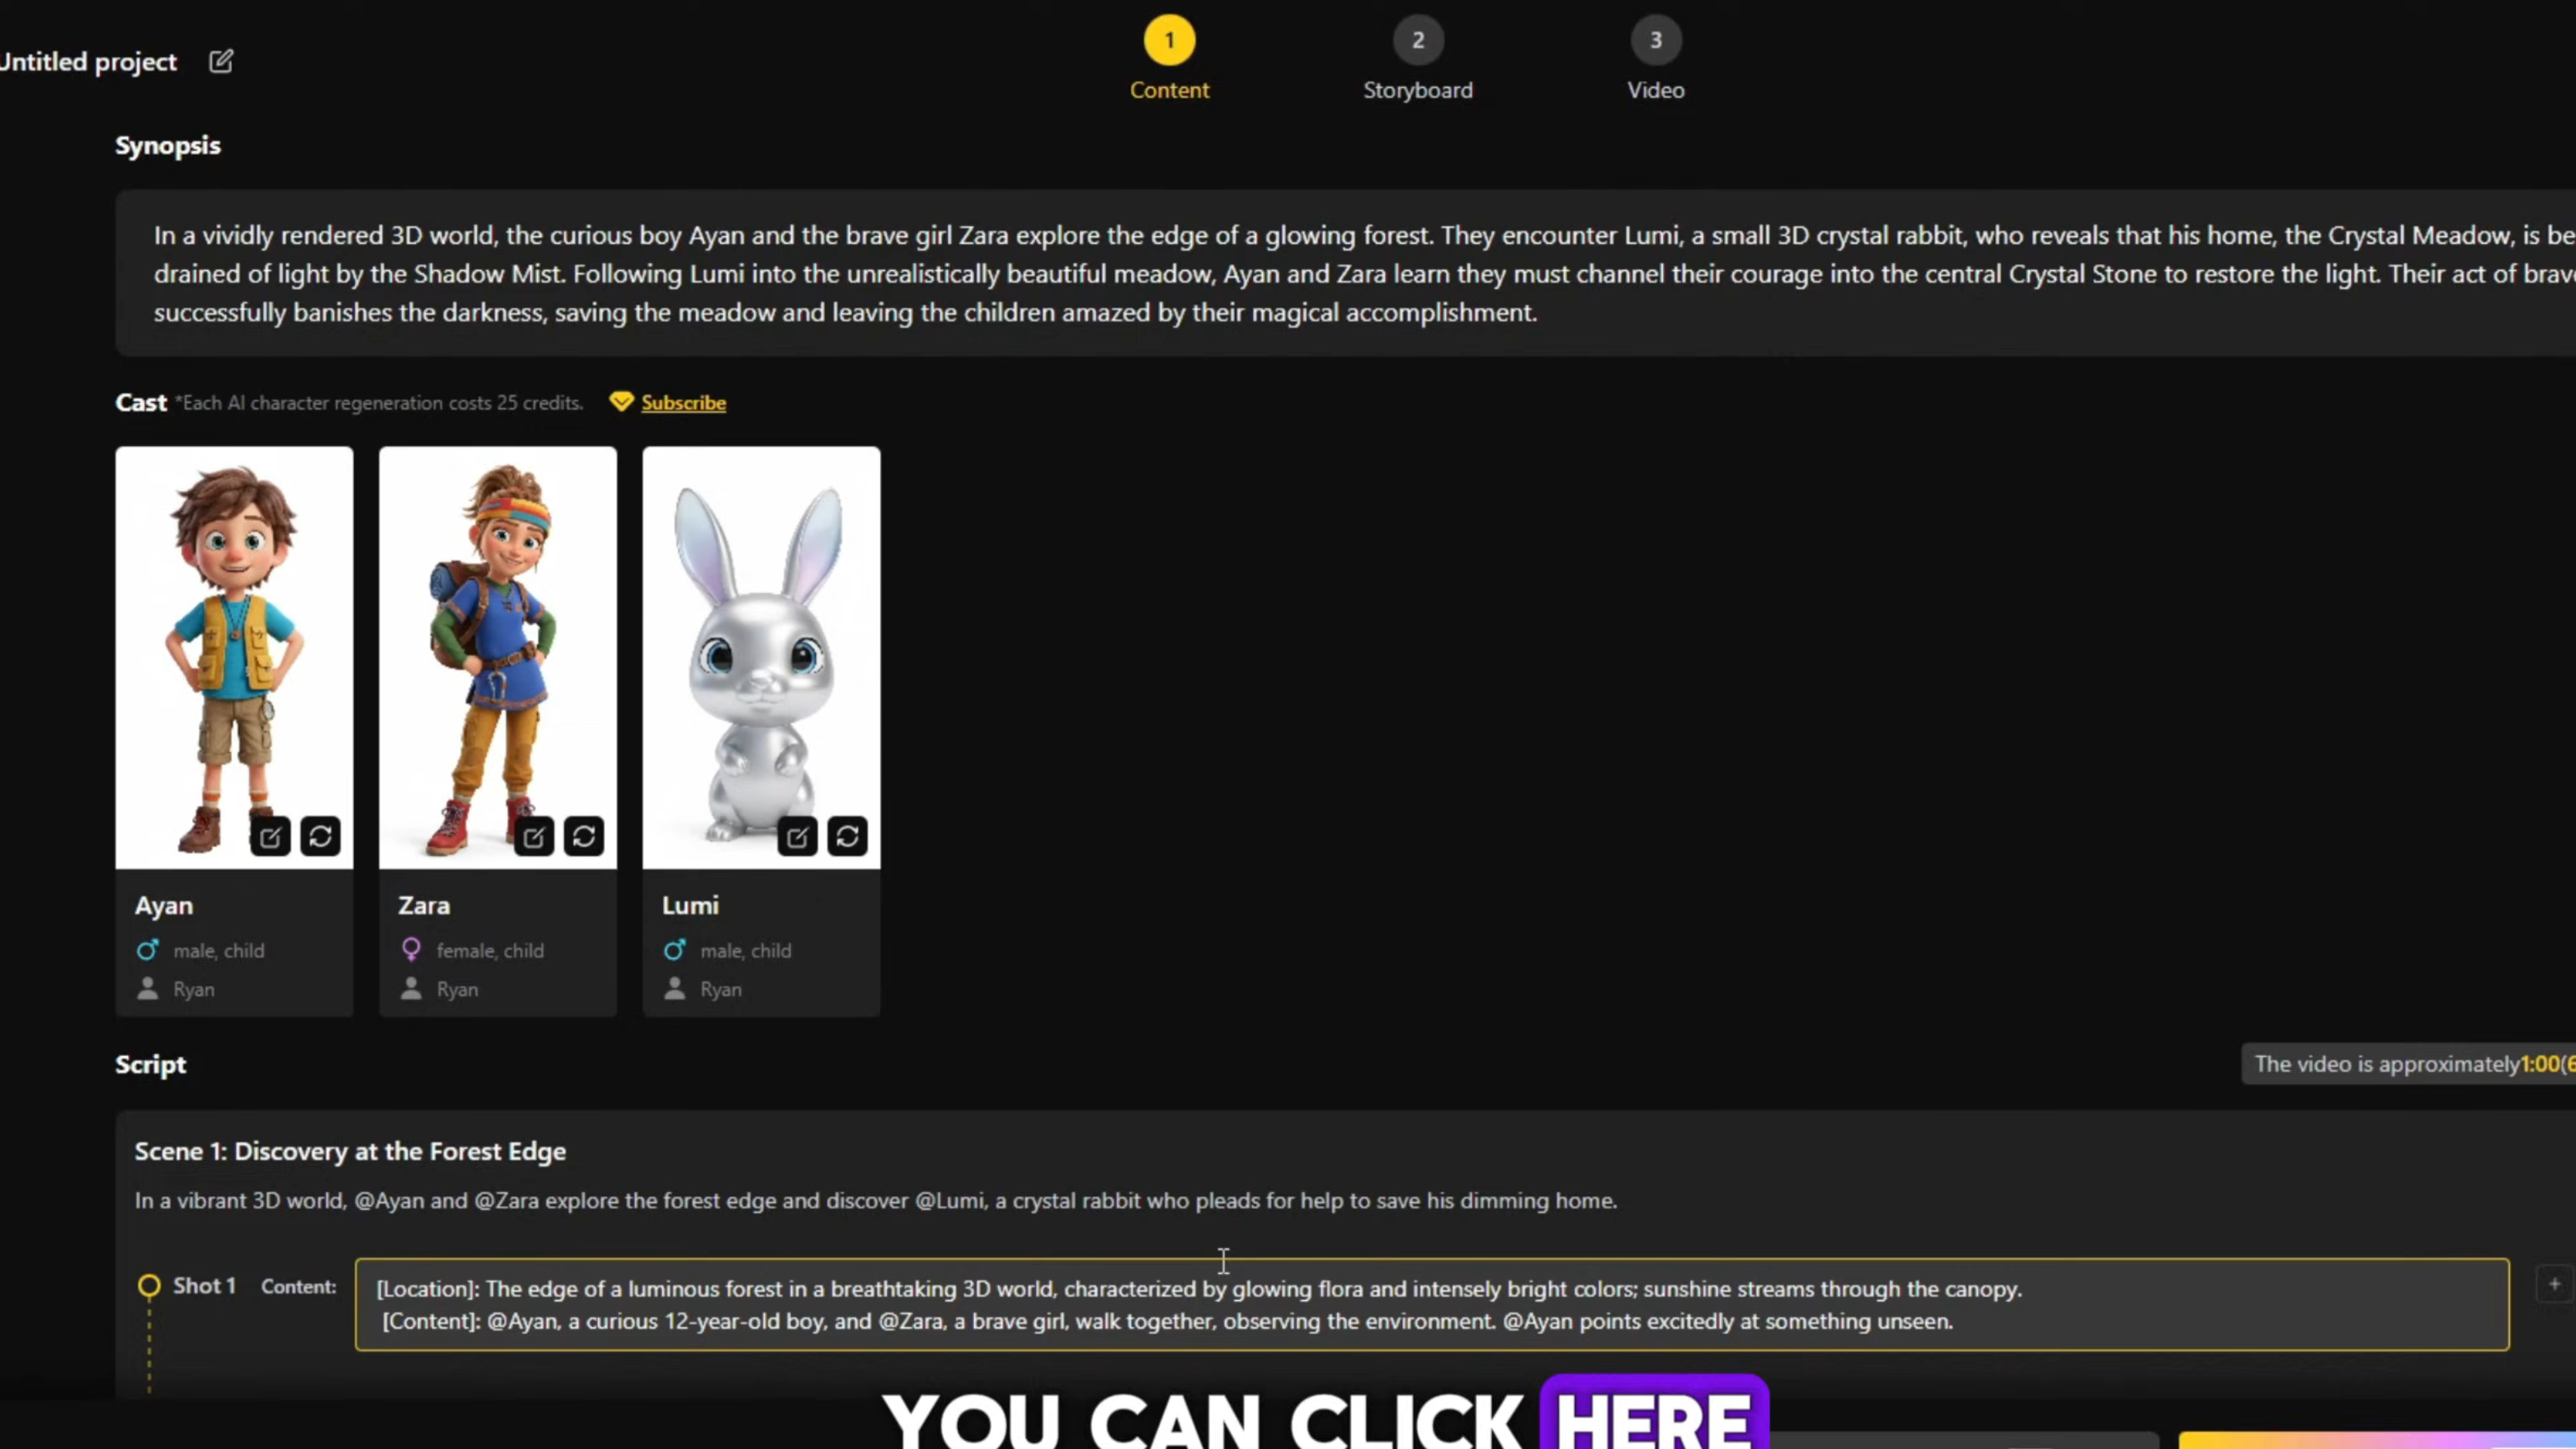 1 2 3
Untitled project
Content Storyboard Video
Synopsis
In a vividly rendered 3D world, the curious boy Ayan and the brave girl Zara explore the edge of a glowing forest. They encounter Lumi, a small 3D crystal rabbit, who reveals that his home, the Crystal Meadow, is be
drained of light by the Shadow Mist. Following Lumi into the unrealistically beautiful meadow, Ayan and Zara learn they must channel their courage into the central Crystal Stone to restore the light. Their act of brave
successfully banishes the darkness, saving the meadow and leaving the children amazed by their magical accomplishment.
Cast *Each AI character regeneration costs 25 credits. Subscribe
Ayan Zara Lumi
male, child female, child male, child
Ryan Ryan Ryan
Script
The video is approximately1:00(6
Scene 1: Discovery at the Forest Edge
In a vibrant 3D world, @Ayan and @Zara explore the forest edge and discover @Lumi, a crystal rabbit who pleads for help to save his dimming home.
Shot 1 Content: [Location]: The edge of a luminous forest in a breathtaking 3D world, characterized by glowing flora and intensely bright colors; sunshine streams through the canopy.
[Content]: @Ayan, a curious 12-year-old boy, and @Zara, a brave girl, walk together, observing the environment. @Ayan points excitedly at something unseen.
YOU CAN CLICK HERE